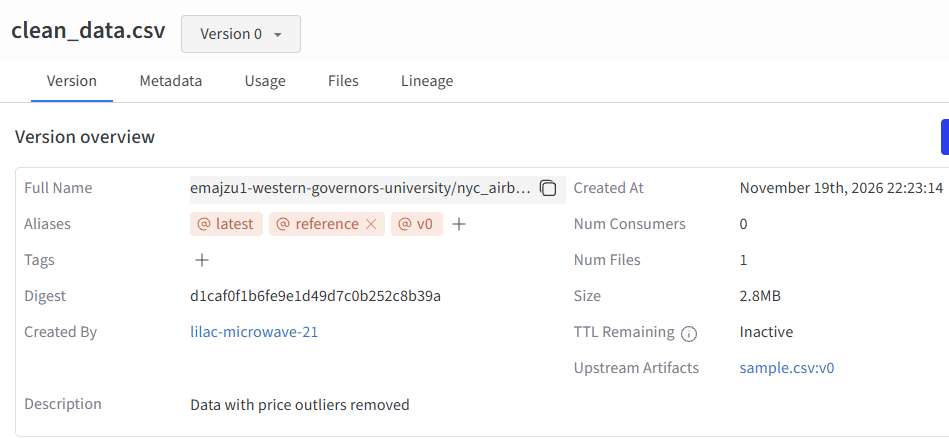 clean_data.csv Version 0
Version Metadata Usage Files Lineage
Version overview
Full Name emajzu1-western-governors-university/nyc_airb... Created At November 19th, 2026 22:23:14
Aliases @ latest @ reference × @ v0 + Num Consumers 0
Tags + Num Files 1
Digest d1caf0f1b6fe9e1d49d7c0b252c8b39a Size 2.8MB
Created By lilac-microwave-21 TTL Remaining Inactive
Upstream Artifacts sample.csv:v0
Description Data with price outliers removed